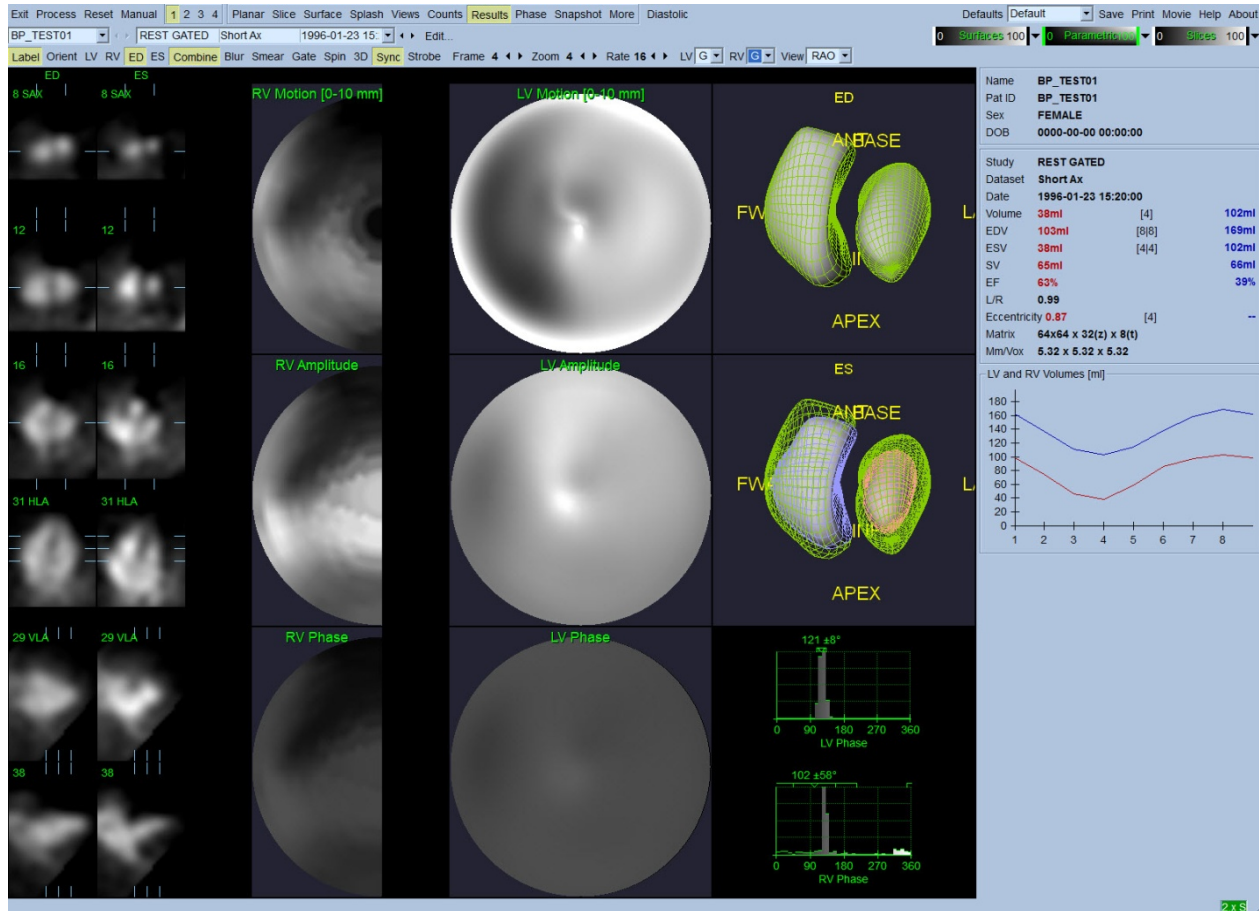 Exit Process Reset Manual 1 2 3 4 Planar Slice Surface Splash Views Counts Results Phase Snapshot More Diastolic Defaults Default Save Print Movie Help About
BP_TEST01 REST GATED Short Ax 1996-01-23 15: Edit... 0 Surfaces 100 0 Parametric 0 Slices 100
Label Orient LV RV ED ES Combine Blur Smear Gate Spin 3D Sync Strobe Frame 4 Zoom 4 Rate 16 LV G RV G View RAO
ED ES
8 SAX 8 SAX
12 12
16 16
31 HLA 31 HLA
29 VLA 29 VLA
38 38
RV Motion [0-10 mm] LV Motion [0-10 mm]
RV Amplitude LV Amplitude
RV Phase LV Phase
ED
ANT BASE
FW
APEX
ES
ANT BASE
FW
APEX
121 ±8°
0 90 180 270 360
LV Phase
102 ±58°
0 90 180 270 360
RV Phase
Name BP_TEST01
Pat ID BP_TEST01
Sex FEMALE
DOB 0000-00-00 00:00:00
Study REST GATED
Dataset Short Ax
Date 1996-01-23 15:20:00
Volume 38ml [4] 102ml
EDV 103ml [8|8] 169ml
ESV 38ml [4|4] 102ml
SV 65ml 66ml
EF 63% 39%
L/R 0.99
Eccentricity 0.87 [4] --
Matrix 64x64 x 32(z) x 8(t)
Mm/Vox 5.32 x 5.32 x 5.32
LV and RV Volumes [ml]
180
160
140
120
100
80
60
40
20
0
1 2 3 4 5 6 7 8
2 x S